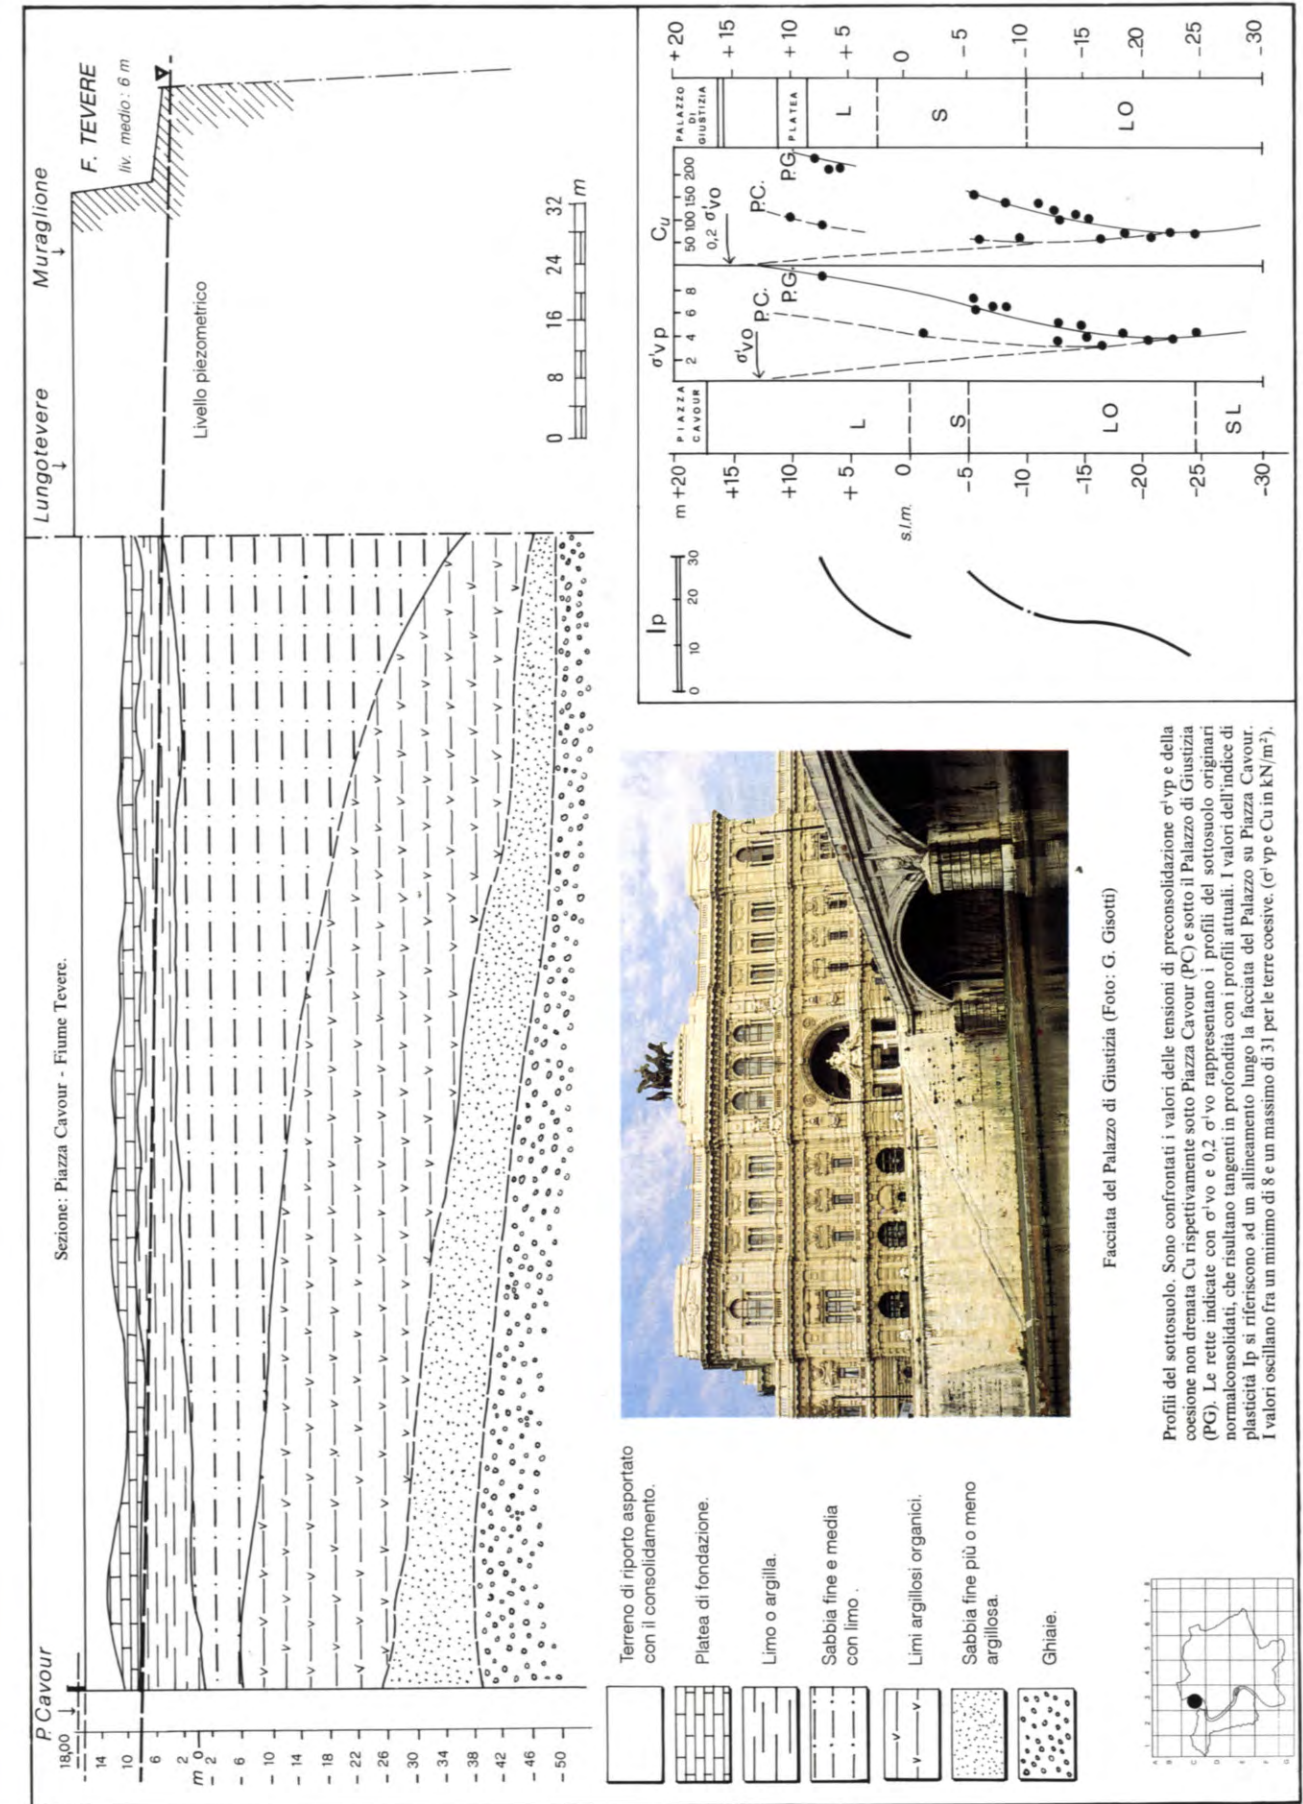 Sezione: Piazza Cavour - Fiume Tevere.
P. Cavour
Lungotevere
Muraglione
F. TEVERE
liv. medio: 6 m
Livello piezometrico
18,00
14
10
6
2
m 0
- 2
- 6
- 10
- 14
- 18
- 22
- 26
- 30
- 34
- 38
- 42
- 46
- 50
0 8 16 24 32 m
Terreno di riporto asportato
con il consolidamento.
Platea di fondazione.
Limo o argilla.
Sabbia fine e media
con limo .
Limi argillosi organici.
Sabbia fine più o meno
argillosa.
Ghiaie.
Facciata del Palazzo di Giustizia (Foto: G. Gisotti)
Ip
0 10 20 30
m +20
+15
+10
+ 5
0
s.l.m.
-5
-10
-15
-20
-25
-30
PIAZZA
CAVOUR
L
S
LO
SL
σ'vp
2 4 6 8
σ'vo
P.C.
P.G.
Cu
50 100 150 200
0,2 σ'vo
P.C.
P.G.
PALAZZO
DI
GIUSTIZIA
PLATEA
L
S
LO
+20
+15
+10
+ 5
0
- 5
-10
-15
-20
-25
-30
Profili del sottosuolo. Sono confrontati i valori delle tensioni di preconsolidazione σ'vp e della
coesione non drenata Cu rispettivamente sotto Piazza Cavour (PC) e sotto il Palazzo di Giustizia
(PG). Le rette indicate con σ'vo e 0,2 σ'vo rappresentano i profili del sottosuolo originari
normalconsolidati, che risultano tangenti in profondità con i profili attuali. I valori dell'indice di
plasticità Ip si riferiscono ad un allineamento lungo la facciata del Palazzo su Piazza Cavour.
I valori oscillano fra un minimo di 8 e un massimo di 31 per le terre coesive. (σ' vp e Cu in kN/m²).